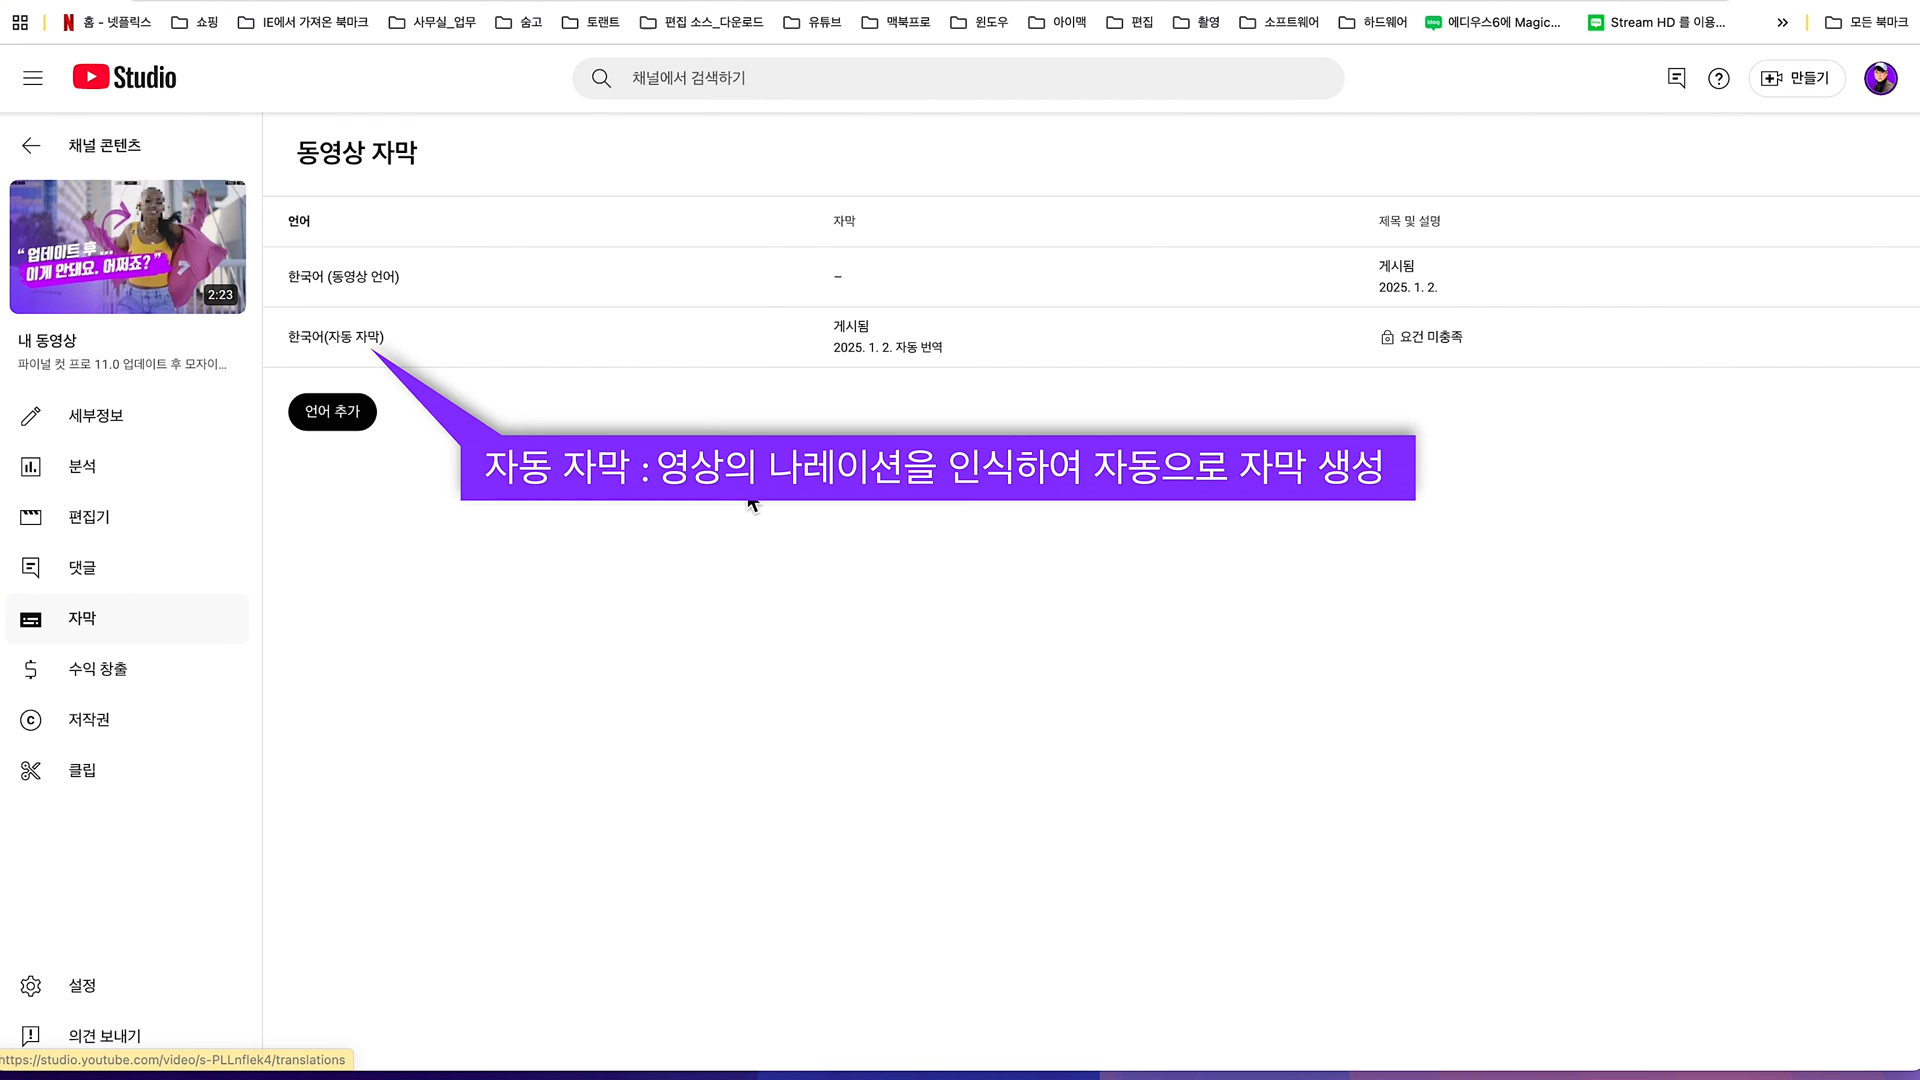 홈 - 넷플릭스
쇼핑
IE에서 가져온 북마크
사무실_업무
숨고
토랜트
편집 소스_다운로드
유튜브
맥북프로
윈도우
아이맥
편집
촬영
소프트웨어
하드웨어
에디우스6에 Magic...
Stream HD 를 이용...
모든 북마크
Studio
채널에서 검색하기
만들기
채널 콘텐츠
“ 업데이트 후 ...
이게 안돼요. 어쩌죠? ”
2:23
내 동영상
파이널 컷 프로 11.0 업데이트 후 모자이...
세부정보
분석
편집기
댓글
자막
수익 창출
저작권
클립
설정
의견 보내기
https://studio.youtube.com/video/s-PLLnflek4/translations
동영상 자막
언어 자막 제목 및 설명
한국어 (동영상 언어) – 게시됨
2025. 1. 2.
한국어(자동 자막) 게시됨 요건 미충족
2025. 1. 2. 자동 번역
언어 추가
자동 자막 : 영상의 나레이션을 인식하여 자동으로 자막 생성